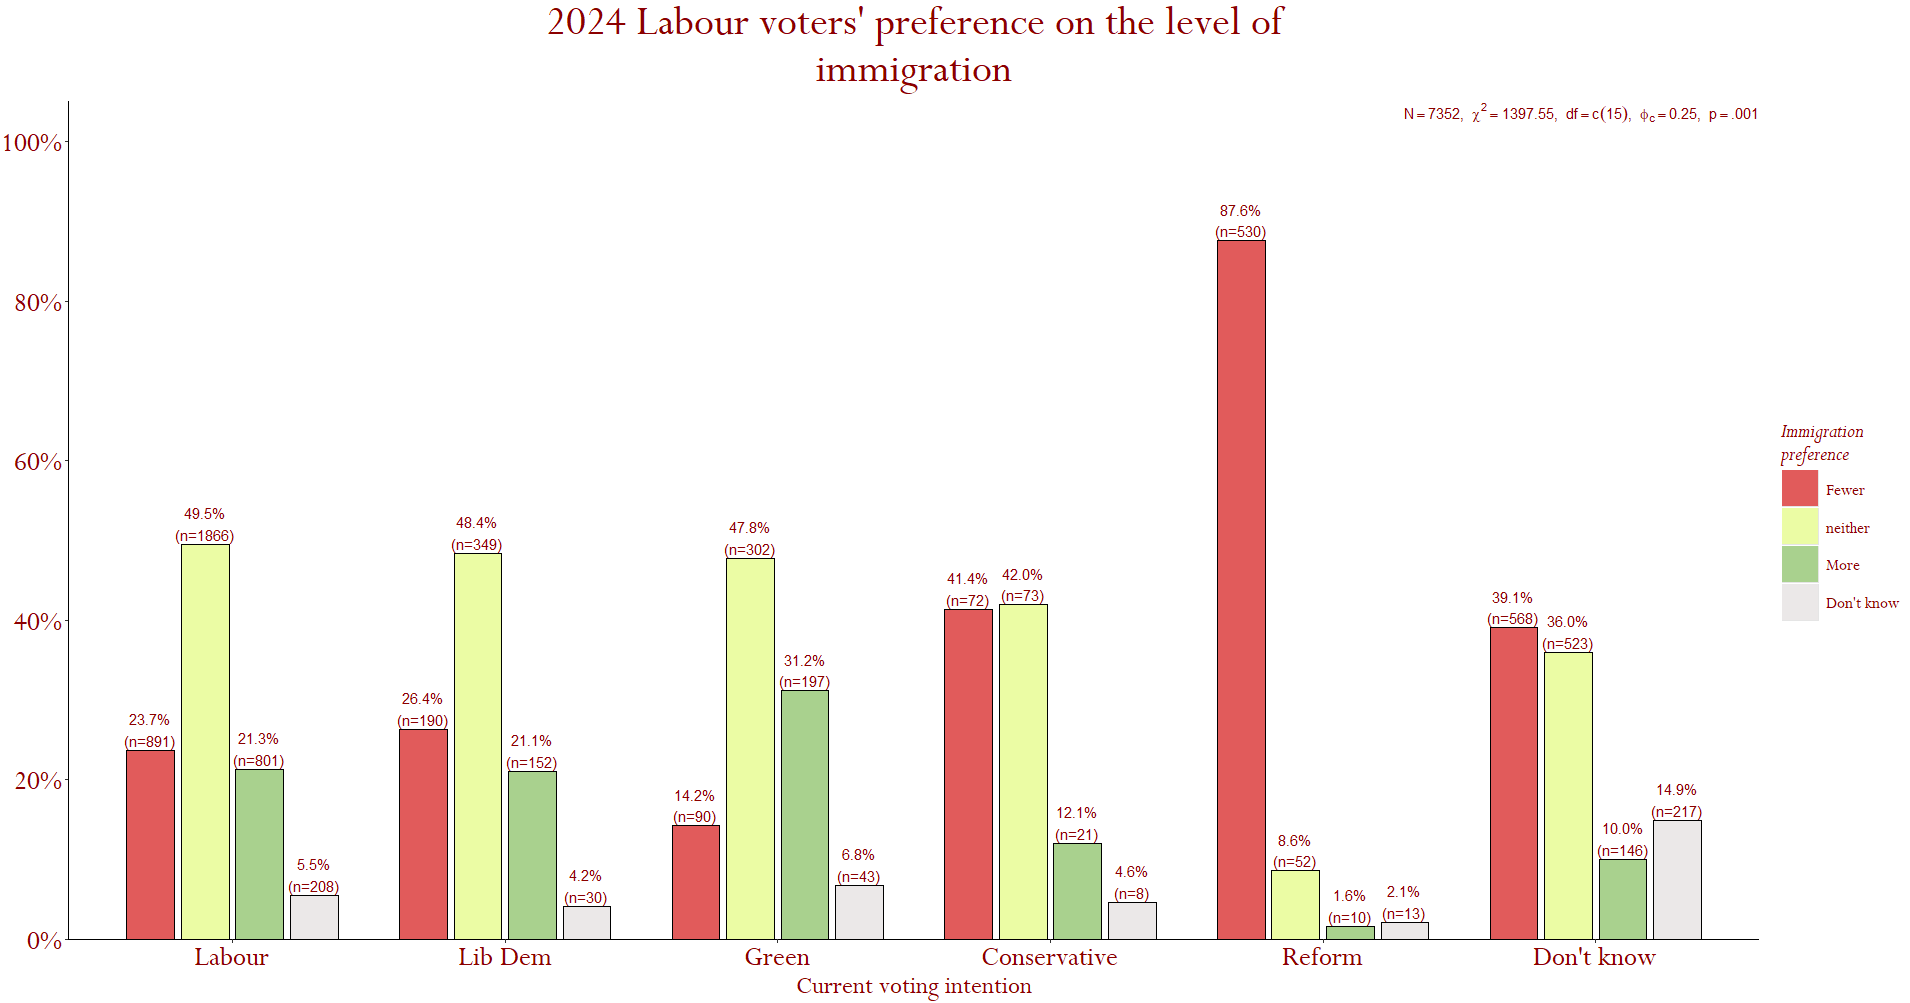 2024 Labour voters' preference on the level of
immigration
N = 7352, χ² = 1397.55, df = c(15), ϕc = 0.25, p = .001
100%
80%
60%
40%
20%
0%
23.7%
(n=891)
49.5%
(n=1866)
21.3%
(n=801)
5.5%
(n=208)
26.4%
(n=190)
48.4%
(n=349)
21.1%
(n=152)
4.2%
(n=30)
14.2%
(n=90)
47.8%
(n=302)
31.2%
(n=197)
6.8%
(n=43)
41.4%
(n=72)
42.0%
(n=73)
12.1%
(n=21)
4.6%
(n=8)
87.6%
(n=530)
8.6%
(n=52)
1.6%
(n=10)
2.1%
(n=13)
39.1%
(n=568)
36.0%
(n=523)
10.0%
(n=146)
14.9%
(n=217)
Labour
Lib Dem
Green
Conservative
Reform
Don't know
Current voting intention
Immigration
preference
Fewer
neither
More
Don't know